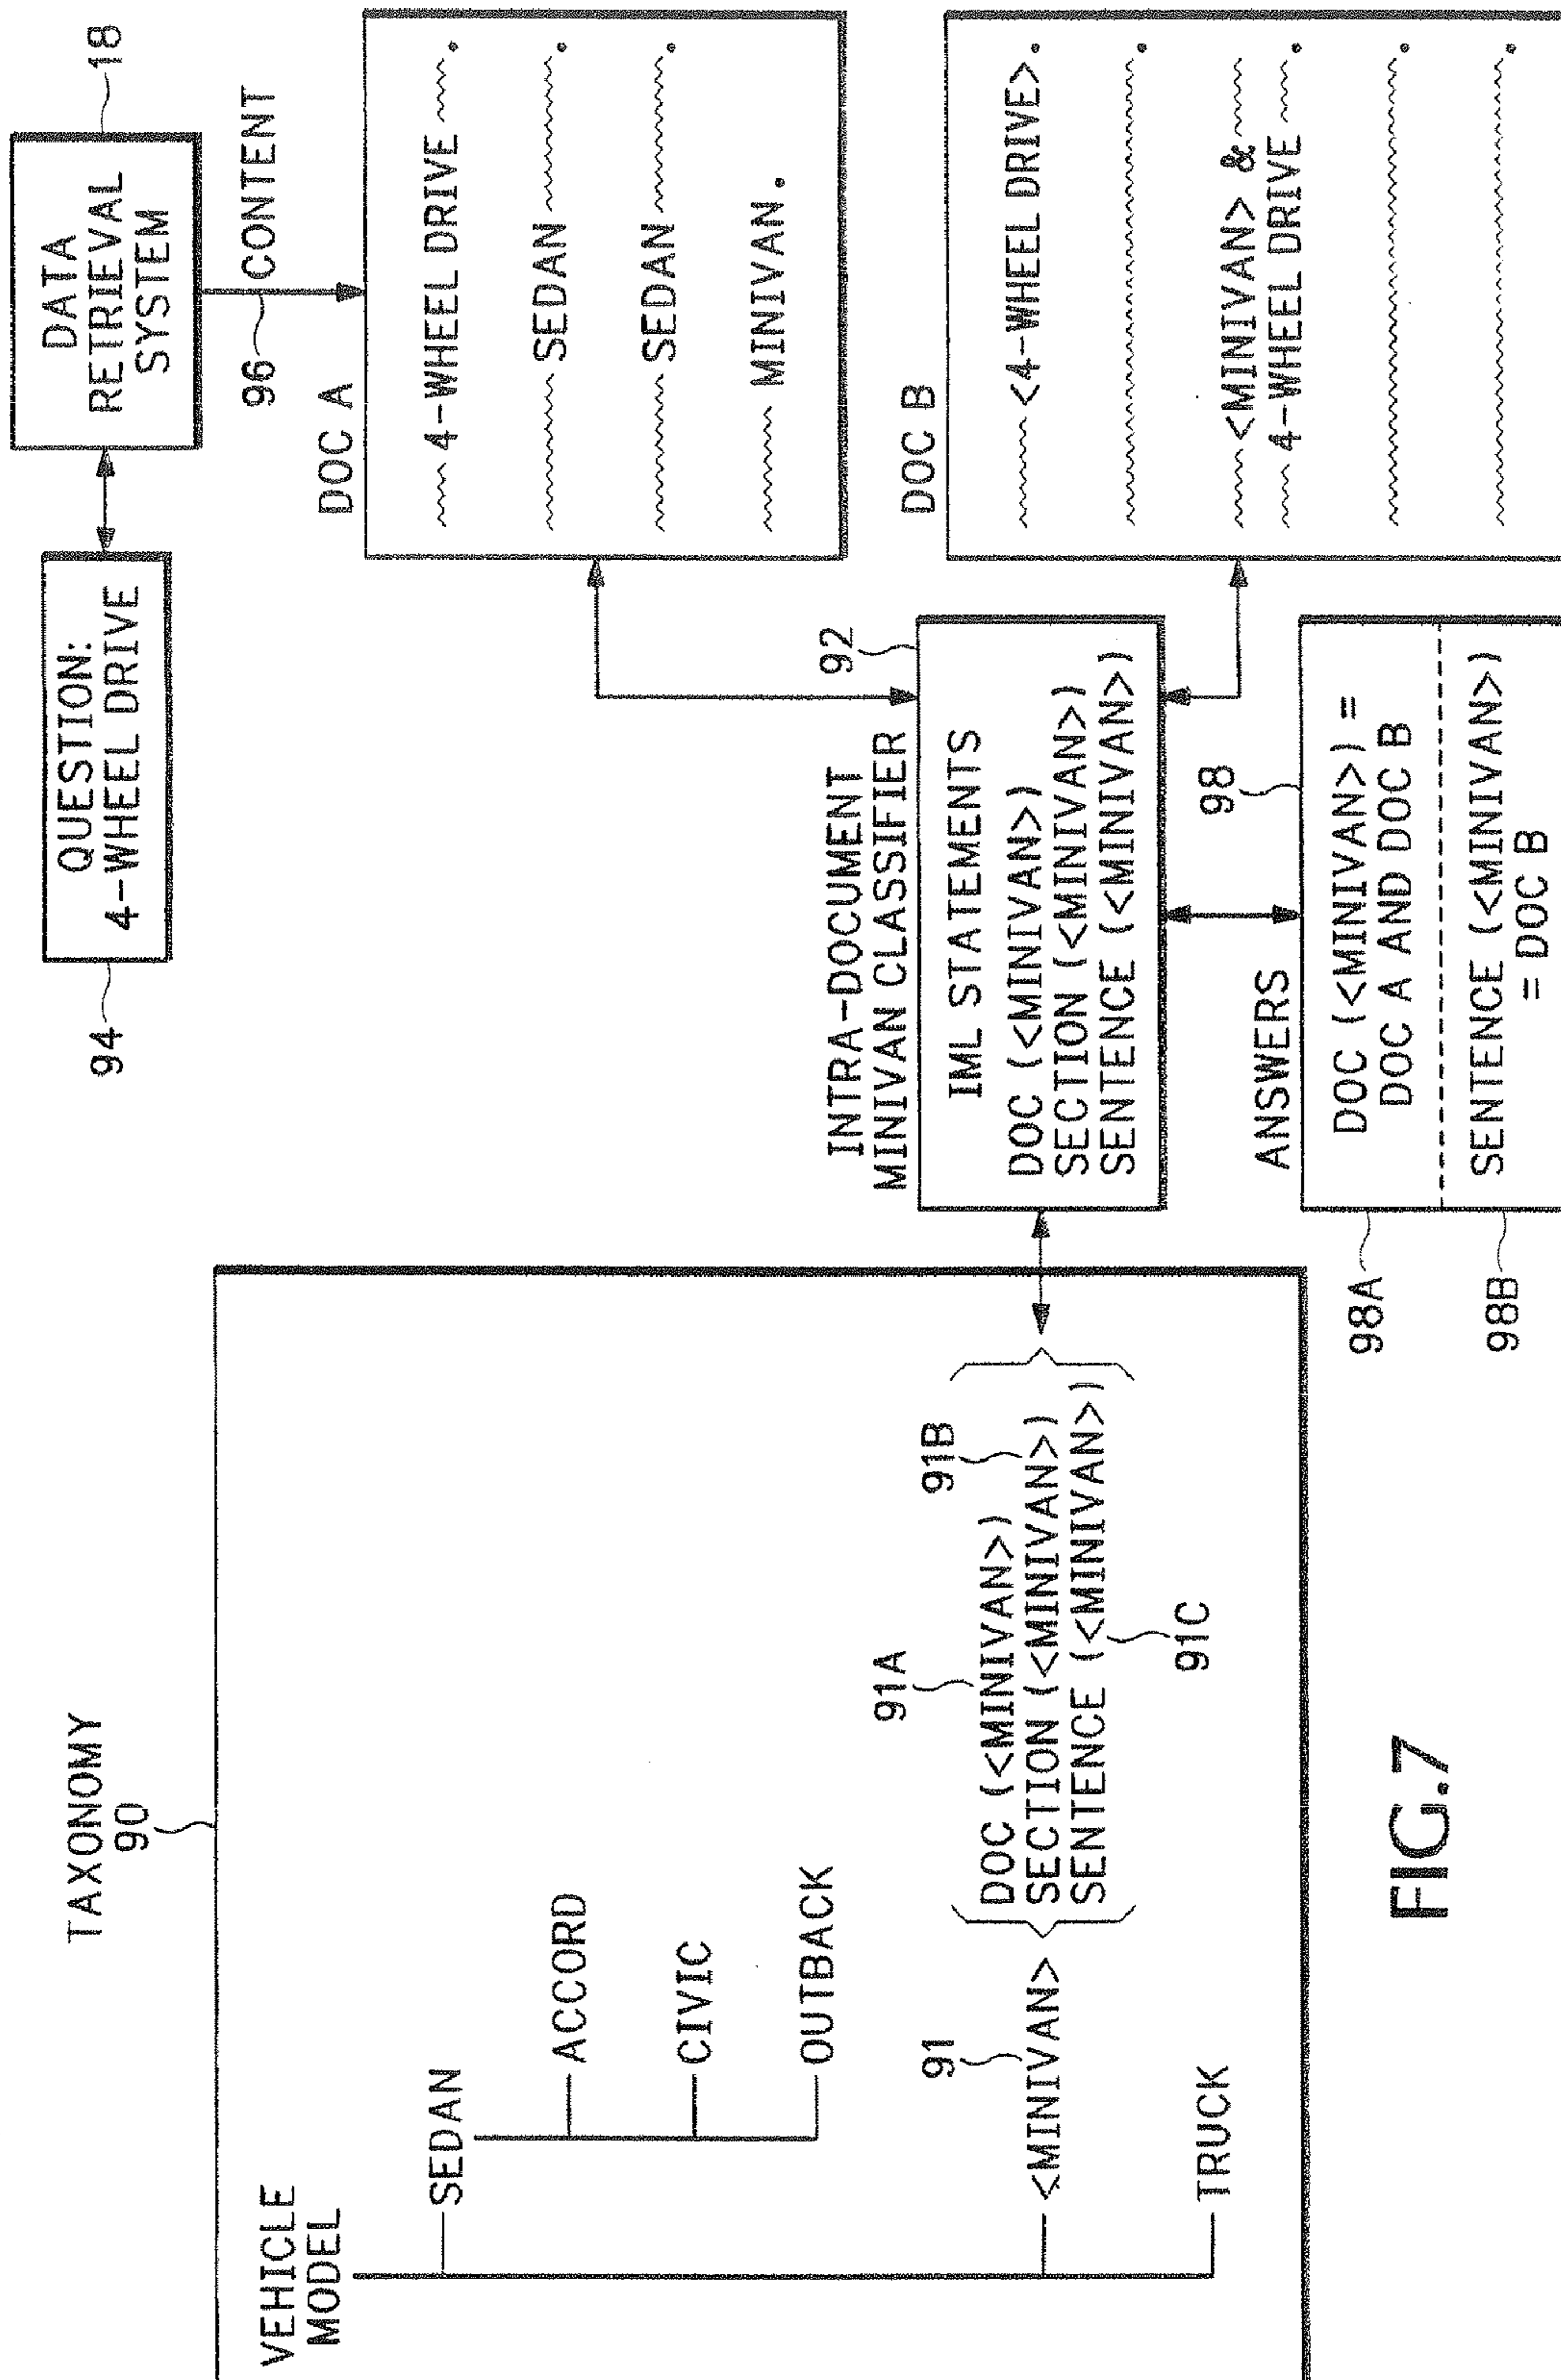 TAXONOMY
90
VEHICLE
MODEL
SEDAN
ACCORD
CIVIC
OUTBACK
91
<MINIVAN>
TRUCK
91A
91B
DOC (<MINIVAN>)
SECTION (<MINIVAN>)
SENTENCE (<MINIVAN>)
91C
94
QUESTION:
4-WHEEL DRIVE
DATA
RETRIEVAL
SYSTEM
18
96
CONTENT
DOC A
4-WHEEL DRIVE .
SEDAN .
SEDAN .
MINIVAN.
INTRA-DOCUMENT
MINIVAN CLASSIFIER
92
IML STATEMENTS
DOC (<MINIVAN>)
SECTION (<MINIVAN>)
SENTENCE (<MINIVAN>)
DOC B
<4-WHEEL DRIVE>.
.
<MINIVAN> &
4-WHEEL DRIVE .
.
.
ANSWERS
98
98A
DOC (<MINIVAN>) =
DOC A AND DOC B
98B
SENTENCE (<MINIVAN>)
= DOC B
FIG.7